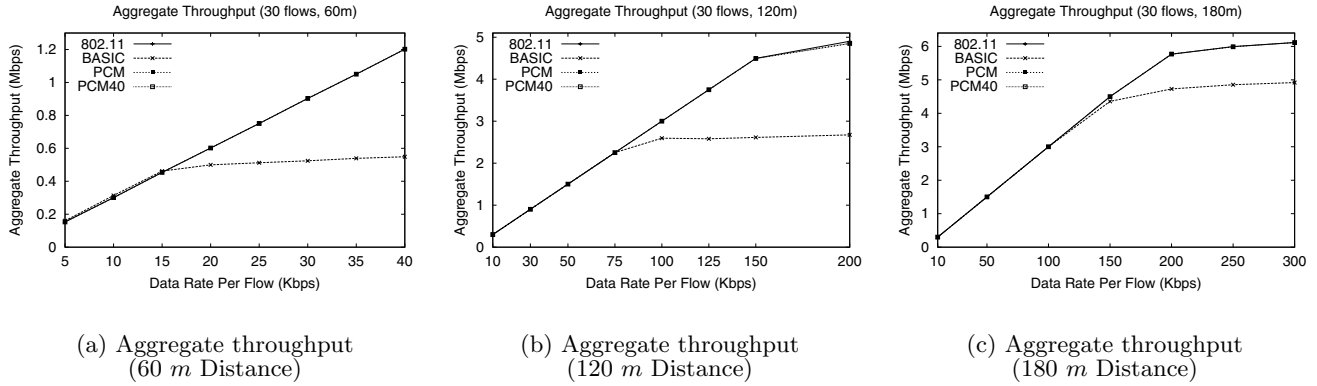 Aggregate Throughput (30 flows, 60m)
Aggregate Throughput (Mbps)
1.2
1
0.8
0.6
0.4
0.2
0
802.11
BASIC
PCM
PCM40
5 10 15 20 25 30 35 40
Data Rate Per Flow (Kbps)
(a) Aggregate throughput
(60 m Distance)
Aggregate Throughput (30 flows, 120m)
Aggregate Throughput (Mbps)
5
4
3
2
1
0
802.11
BASIC
PCM
PCM40
10 30 50 75 100 125 150 200
Data Rate Per Flow (Kbps)
(b) Aggregate throughput
(120 m Distance)
Aggregate Throughput (30 flows, 180m)
Aggregate Throughput (Mbps)
6
5
4
3
2
1
0
802.11
BASIC
PCM
PCM40
10 50 100 150 200 250 300
Data Rate Per Flow (Kbps)
(c) Aggregate throughput
(180 m Distance)